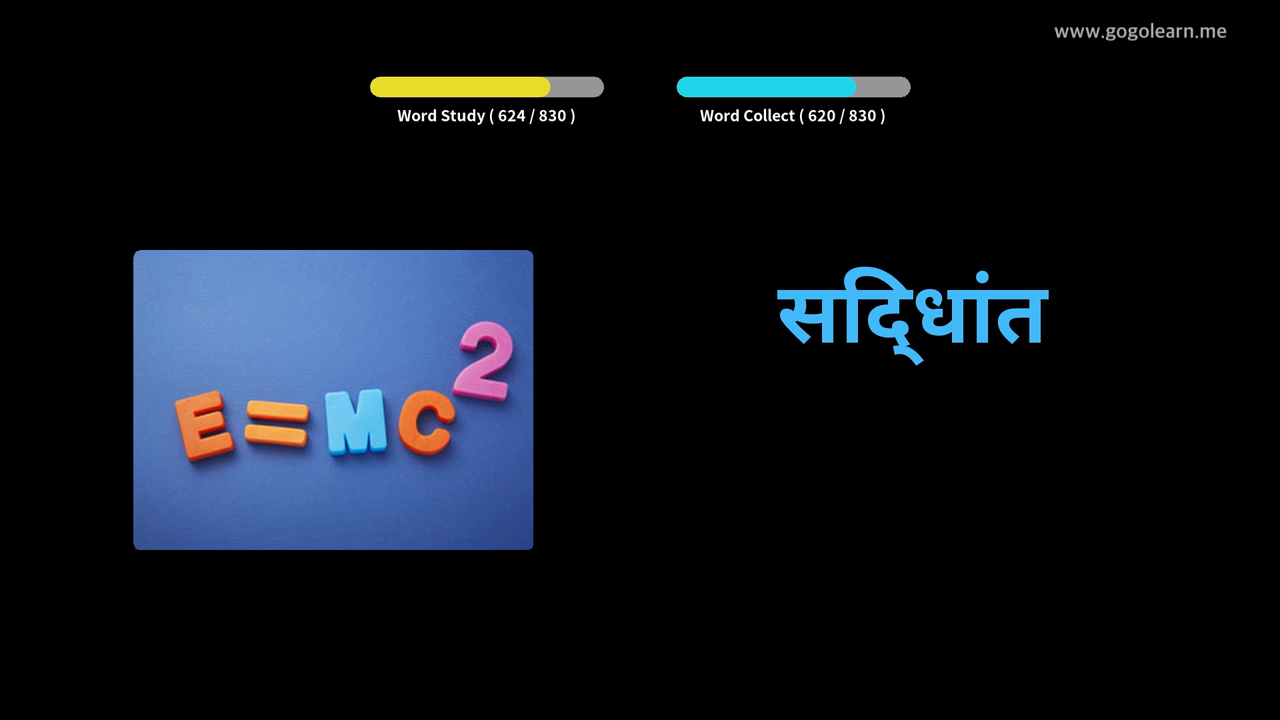 www.gogolearn.me
Word Study ( 624 / 830 )
Word Collect ( 620 / 830 )
E=MC²
सद्धिांत